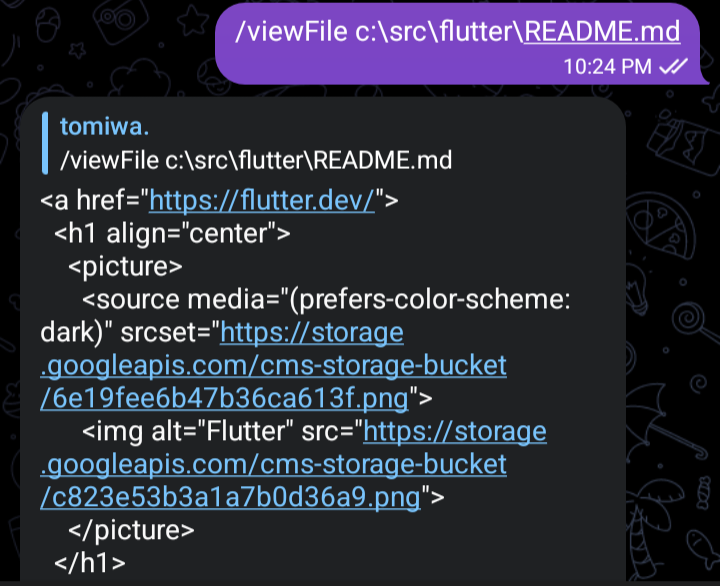 /viewFile c:\src\flutter\README.md
10:24 PM
tomiwa.
/viewFile c:\src\flutter\README.md
<a href="https://flutter.dev/">
<h1 align="center">
<picture>
<source media="(prefers-color-scheme:
dark)" srcset="https://storage
.googleapis.com/cms-storage-bucket
/6e19fee6b47b36ca613f.png">
<img alt="Flutter" src="https://storage
.googleapis.com/cms-storage-bucket
/c823e53b3a1a7b0d36a9.png">
</picture>
</h1>